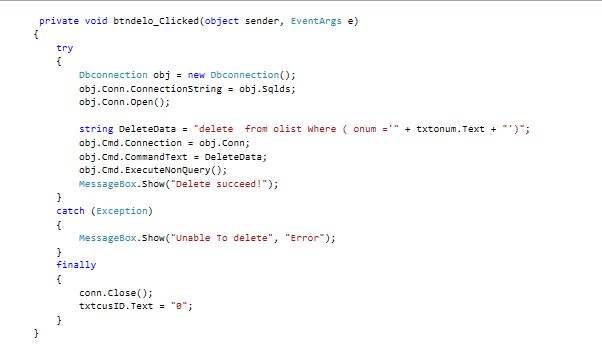 private void btndelo_Clicked(object sender, EventArgs e)
{
try
{
Dbconnection obj = new Dbconnection();
obj.Conn.ConnectionString = obj.Sqlds;
obj.Conn.Open();
string DeleteData = "delete  from olist Where ( onum ='" + txtonum.Text + "')";
obj.Cmd.Connection = obj.Conn;
obj.Cmd.CommandText = DeleteData;
obj.Cmd.ExecuteNonQuery();
MessageBox.Show("Delete succeed!");
}
catch (Exception)
{
MessageBox.Show("Unable To delete", "Error");
}
finally
{
conn.Close();
txtcusID.Text = "0";
}
}